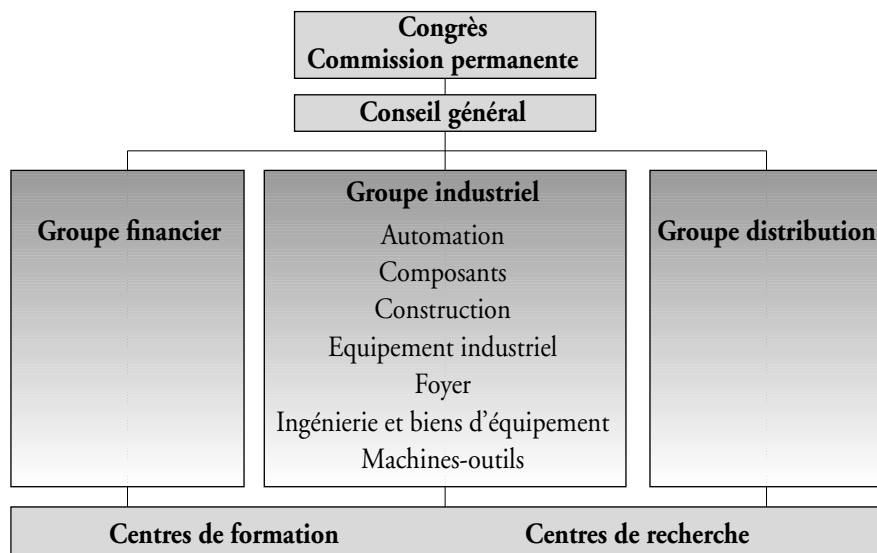 Congrès
Commission permanente
Conseil général
Groupe financier
Groupe industriel
Automation
Composants
Construction
Equipement industriel
Foyer
Ingénierie et biens d’équipement
Machines-outils
Groupe distribution
Centres de formation
Centres de recherche